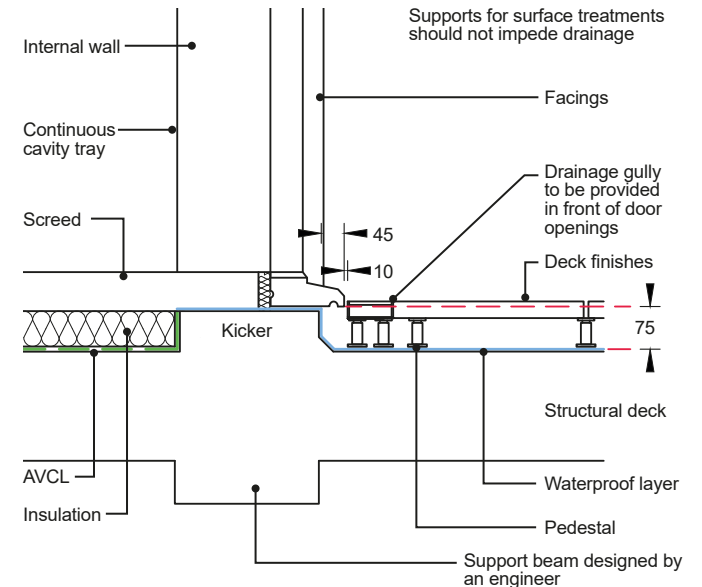 Supports for surface treatments
should not impede drainage
Internal wall
Facings
Continuous
cavity tray
Drainage gully
to be provided
in front of door
openings
Screed
45
Deck finishes
10
75
Kicker
Structural deck
AVCL
Waterproof layer
Insulation
Pedestal
Support beam designed by
an engineer